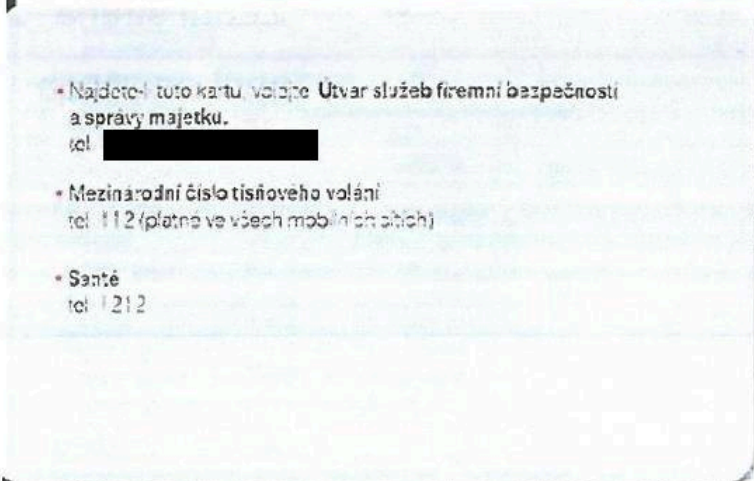 • Najdete-li tuto kartu, volejte Útvar služeb firemní bezpečnosti
a správy majetku,
tel.
• Mezinárodní číslo tísňového volání
tel. 112 (platné ve všech mobilních sítích)
• Santé
tel. 1212